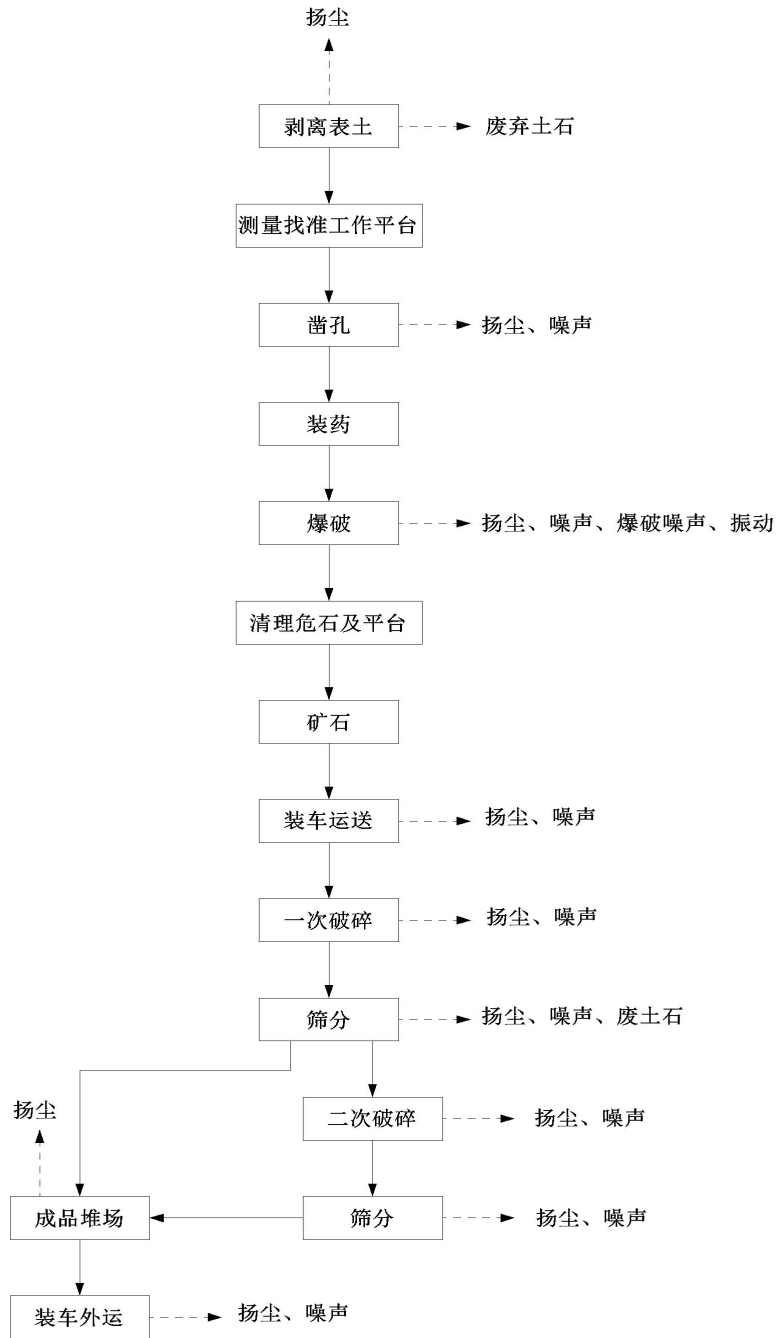 扬尘
剥离表土
废弃土石
测量找准工作平台
凿孔
扬尘、噪声
装药
爆破
扬尘、噪声、爆破噪声、振动
清理危石及平台
矿石
装车运送
扬尘、噪声
一次破碎
扬尘、噪声
筛分
扬尘、噪声、废土石
扬尘
二次破碎
扬尘、噪声
成品堆场
筛分
扬尘、噪声
装车外运
扬尘、噪声